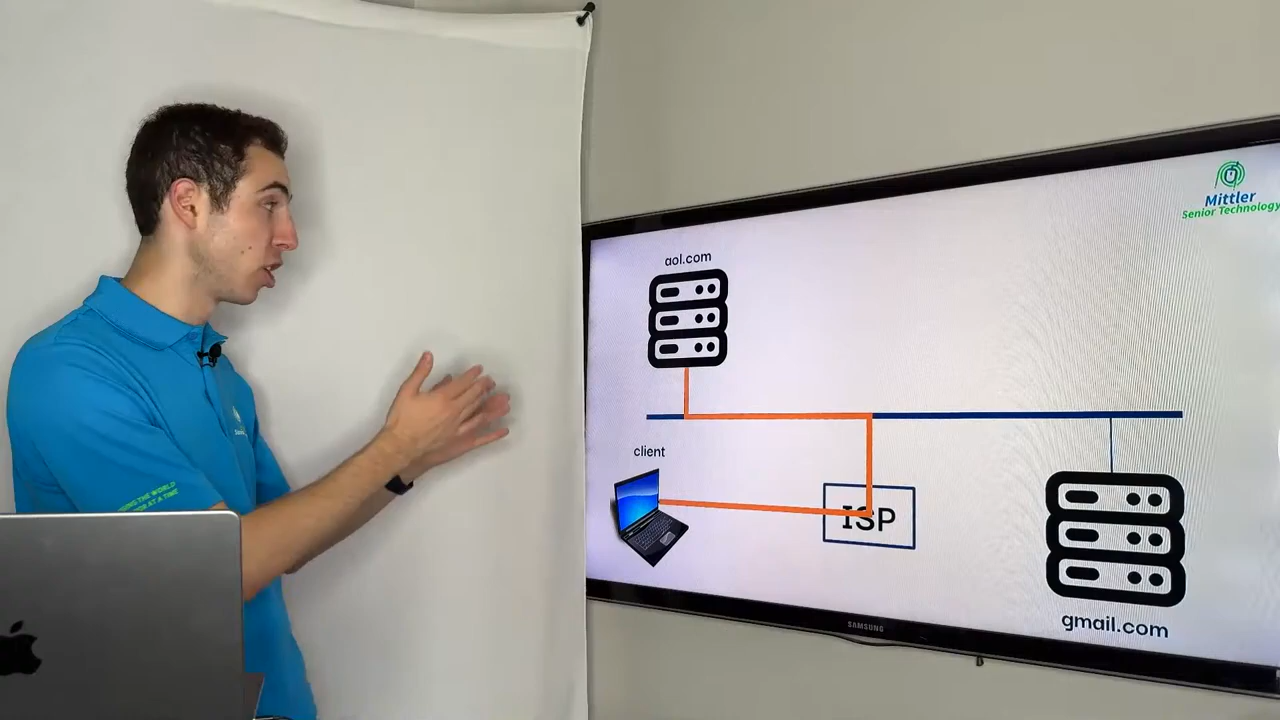 Mittler
Senior Technology
aol.com
client
ISP
gmail.com
SAMSUNG